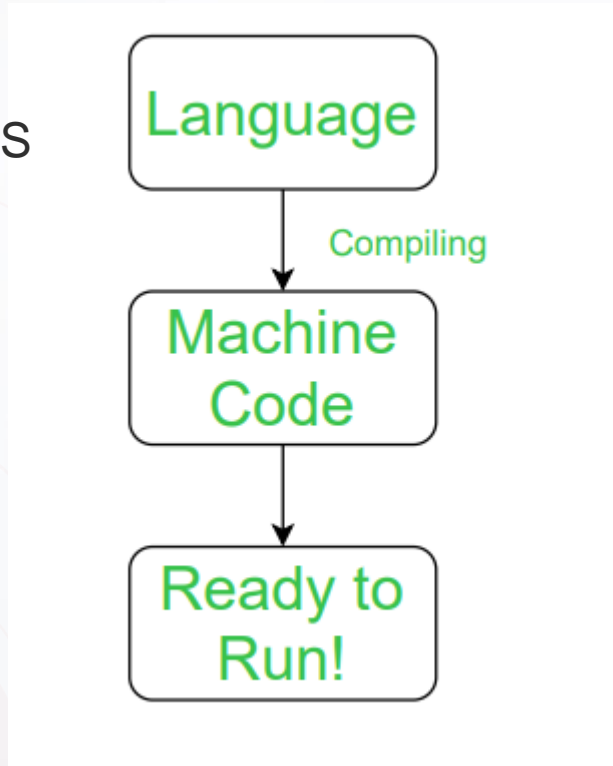 s
Language
Compiling
Machine
Code
Ready to
Run!